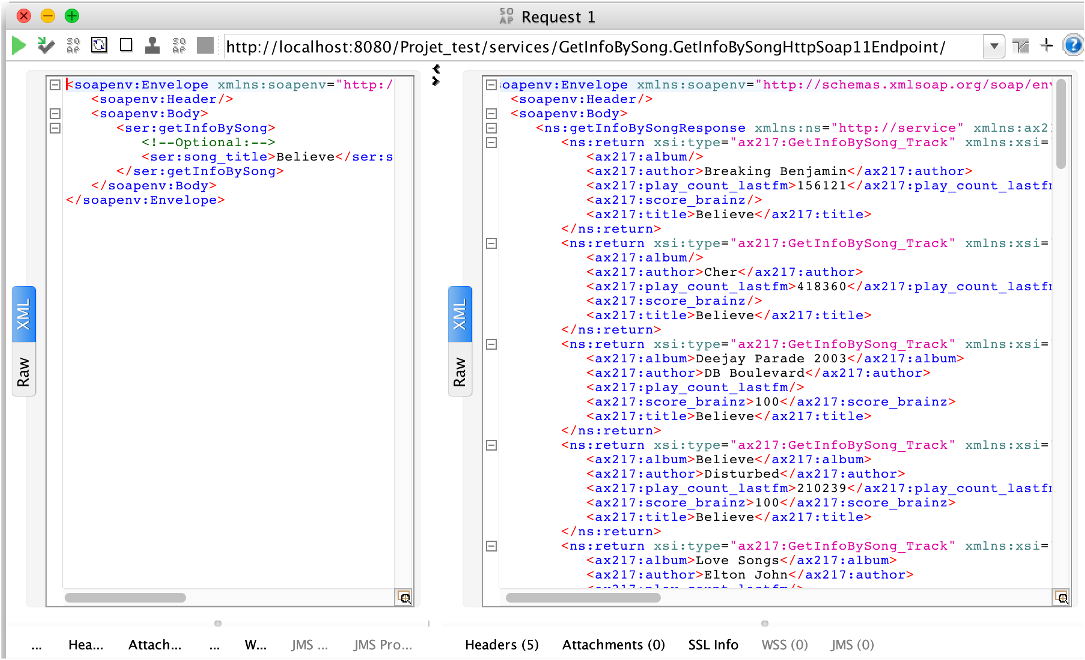 SO AP Request 1
SO AP SO AP http://localhost:8080/Projet_test/services/GetInfoBySong.GetInfoBySongHttpSoap11Endpoint/ ?
<soapenv:Envelope xmlns:soapenv="http:/
<soapenv:Header/>
<soapenv:Body>
<ser:getInfoBySong>
<!--Optional:-->
<ser:song_title>Believe</ser:s
</ser:getInfoBySong>
</soapenv:Body>
</soapenv:Envelope>
XML
Raw
oapenv:Envelope xmlns:soapenv="http://schemas.xmlsoap.org/soap/env
<soapenv:Header/>
<soapenv:Body>
<ns:getInfoBySongResponse xmlns:ns="http://service" xmlns:ax21
<ns:return xsi:type="ax217:GetInfoBySong_Track" xmlns:xsi="
<ax217:album/>
<ax217:author>Breaking Benjamin</ax217:author>
<ax217:play_count_lastfm>156121</ax217:play_count_lastfm
<ax217:score_brainz/>
<ax217:title>Believe</ax217:title>
</ns:return>
<ns:return xsi:type="ax217:GetInfoBySong_Track" xmlns:xsi="
<ax217:album/>
<ax217:author>Cher</ax217:author>
<ax217:play_count_lastfm>418360</ax217:play_count_lastfm
<ax217:score_brainz/>
<ax217:title>Believe</ax217:title>
</ns:return>
<ns:return xsi:type="ax217:GetInfoBySong_Track" xmlns:xsi="
<ax217:album>Deejay Parade 2003</ax217:album>
<ax217:author>DB Boulevard</ax217:author>
<ax217:play_count_lastfm/>
<ax217:score_brainz>100</ax217:score_brainz>
<ax217:title>Believe</ax217:title>
</ns:return>
<ns:return xsi:type="ax217:GetInfoBySong_Track" xmlns:xsi="
<ax217:album>Believe</ax217:album>
<ax217:author>Disturbed</ax217:author>
<ax217:play_count_lastfm>210239</ax217:play_count_lastfm
<ax217:score_brainz>100</ax217:score_brainz>
<ax217:title>Believe</ax217:title>
</ns:return>
<ns:return xsi:type="ax217:GetInfoBySong_Track" xmlns:xsi="
<ax217:album>Love Songs</ax217:album>
<ax217:author>Elton John</ax217:author>
XML
Raw
... Hea... Attach... ... W... JMS ... JMS Pro...
Headers (5) Attachments (0) SSL Info WSS (0) JMS (0)